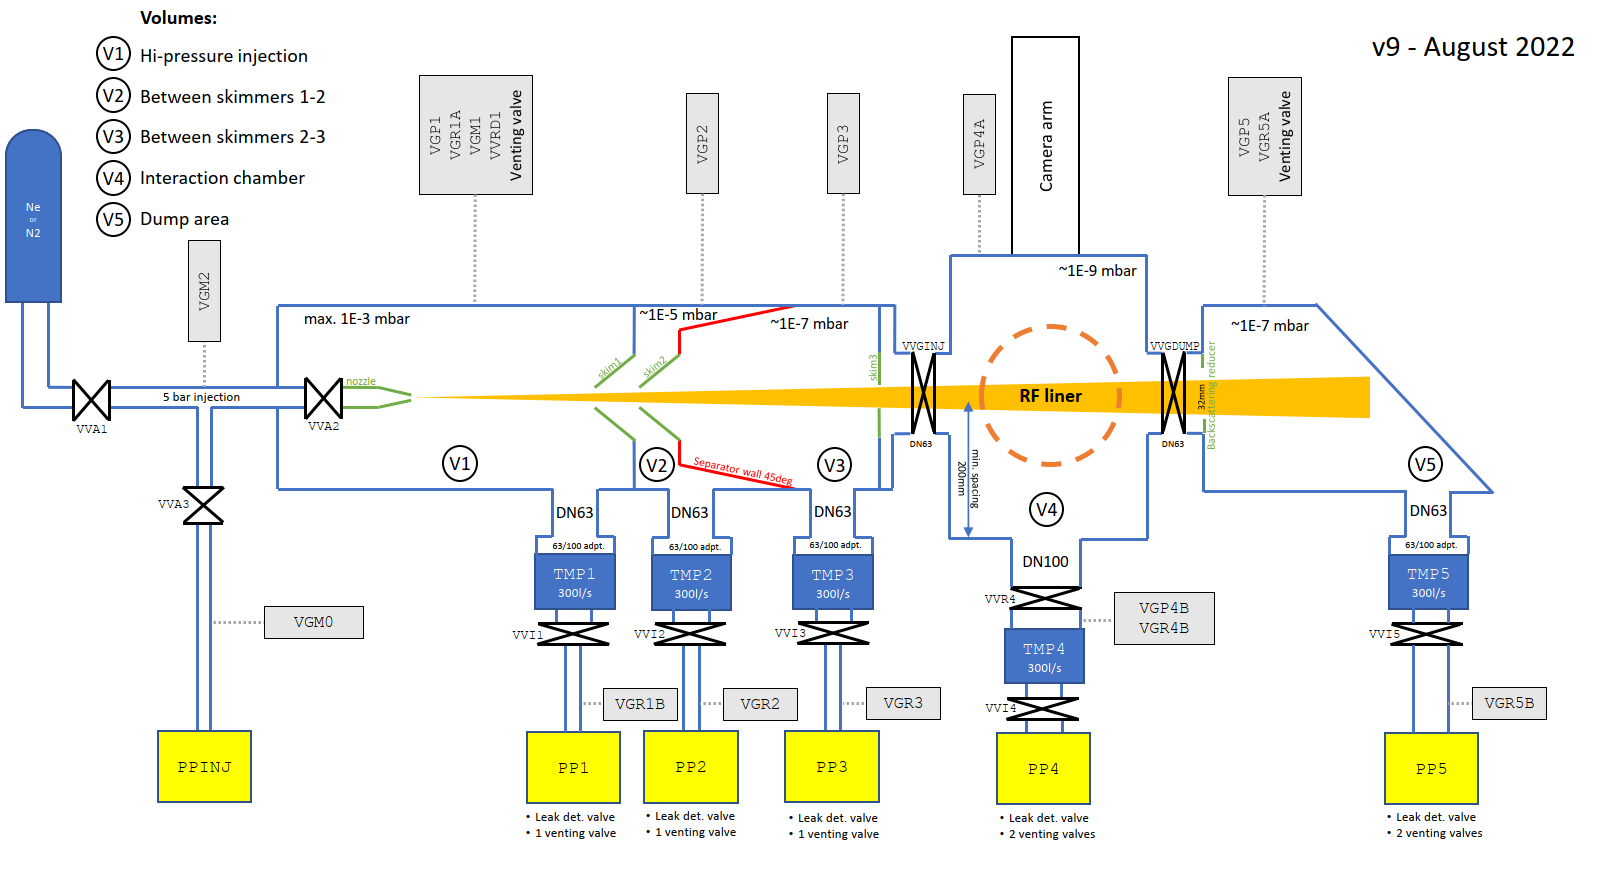 Volumes:
V1 Hi-pressure injection
V2 Between skimmers 1-2
V3 Between skimmers 2-3
V4 Interaction chamber
V5 Dump area
v9 - August 2022
Ne
or
N2
VGM2
VGP1
VGR1A
VGM1
VVRD1
Venting valve
VGP2
VGP3
VGP4A
Camera arm
VGP5
VGR5A
Venting valve
max. 1E-3 mbar
~1E-5 mbar
~1E-7 mbar
~1E-9 mbar
~1E-7 mbar
VVGINJ
VVGDUMP
skim1
skim2
skim3
nozzle
5 bar injection
VVA1
VVA2
RF liner
32mm
Backscattering reducer
DN63
DN63
V1
V2
V3
Separator wall 45deg
min. spacing
200mm
V4
V5
VVA3
DN63
DN63
DN63
DN63
63/100 adpt.
63/100 adpt.
63/100 adpt.
63/100 adpt.
DN100
TMP1
300l/s
TMP2
300l/s
TMP3
300l/s
TMP5
300l/s
VVR4
VGP4B
VGR4B
VGM0
VVI1
VVI2
VVI3
VVI5
TMP4
300l/s
VVI4
VGR1B
VGR2
VGR3
VGR5B
PPINJ
PP1
PP2
PP3
PP4
PP5
• Leak det. valve
• 1 venting valve
• Leak det. valve
• 1 venting valve
• Leak det. valve
• 1 venting valve
• Leak det. valve
• 2 venting valves
• Leak det. valve
• 2 venting valves